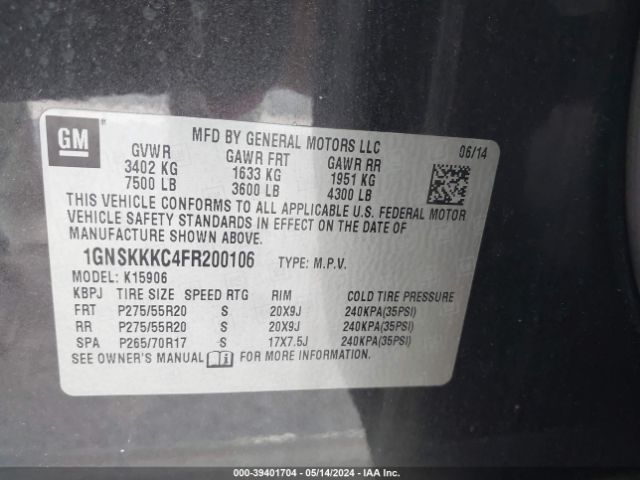 GM
MFD BY GENERAL MOTORS LLC
06/14
GVWR GAWR FRT GAWR RR
3402 KG 1633 KG 1951 KG
7500 LB 3600 LB 4300 LB
THIS VEHICLE CONFORMS TO ALL APPLICABLE U.S. FEDERAL MOTOR
VEHICLE SAFETY STANDARDS IN EFFECT ON THE DATE OF
MANUFACTURE SHOWN ABOVE.
1GNSKKKC4FR200106 TYPE: M.P.V.
MODEL: K15906
KBPJ TIRE SIZE SPEED RTG RIM COLD TIRE PRESSURE
FRT P275/55R20 S 20X9J 240KPA(35PSI)
RR P275/55R20 S 20X9J 240KPA(35PSI)
SPA P265/70R17 S 17X7.5J 240KPA(35PSI)
SEE OWNER'S MANUAL FOR MORE INFORMATION.
000-39401704 - 05/14/2024 - IAA Inc.